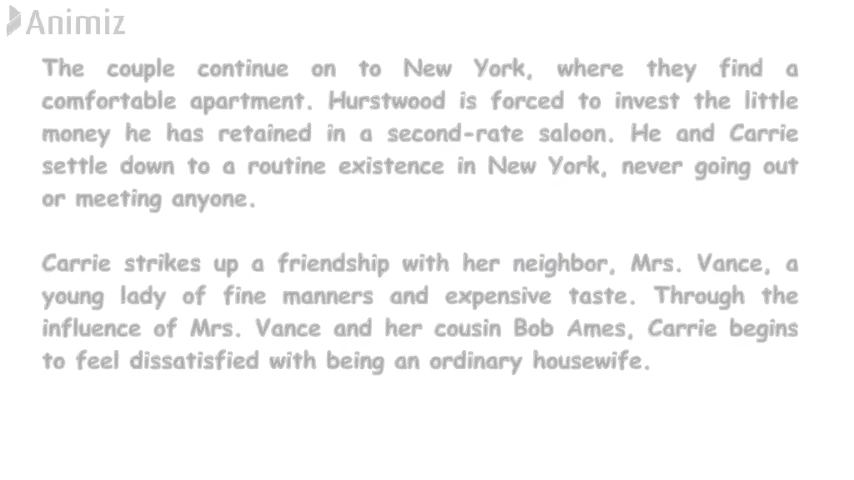 Animiz
The couple continue on to New York, where they find a
comfortable apartment. Hurstwood is forced to invest the little
money he has retained in a second-rate saloon. He and Carrie
settle down to a routine existence in New York, never going out
or meeting anyone.
Carrie strikes up a friendship with her neighbor, Mrs. Vance, a
young lady of fine manners and expensive taste. Through the
influence of Mrs. Vance and her cousin Bob Ames, Carrie begins
to feel dissatisfied with being an ordinary housewife.